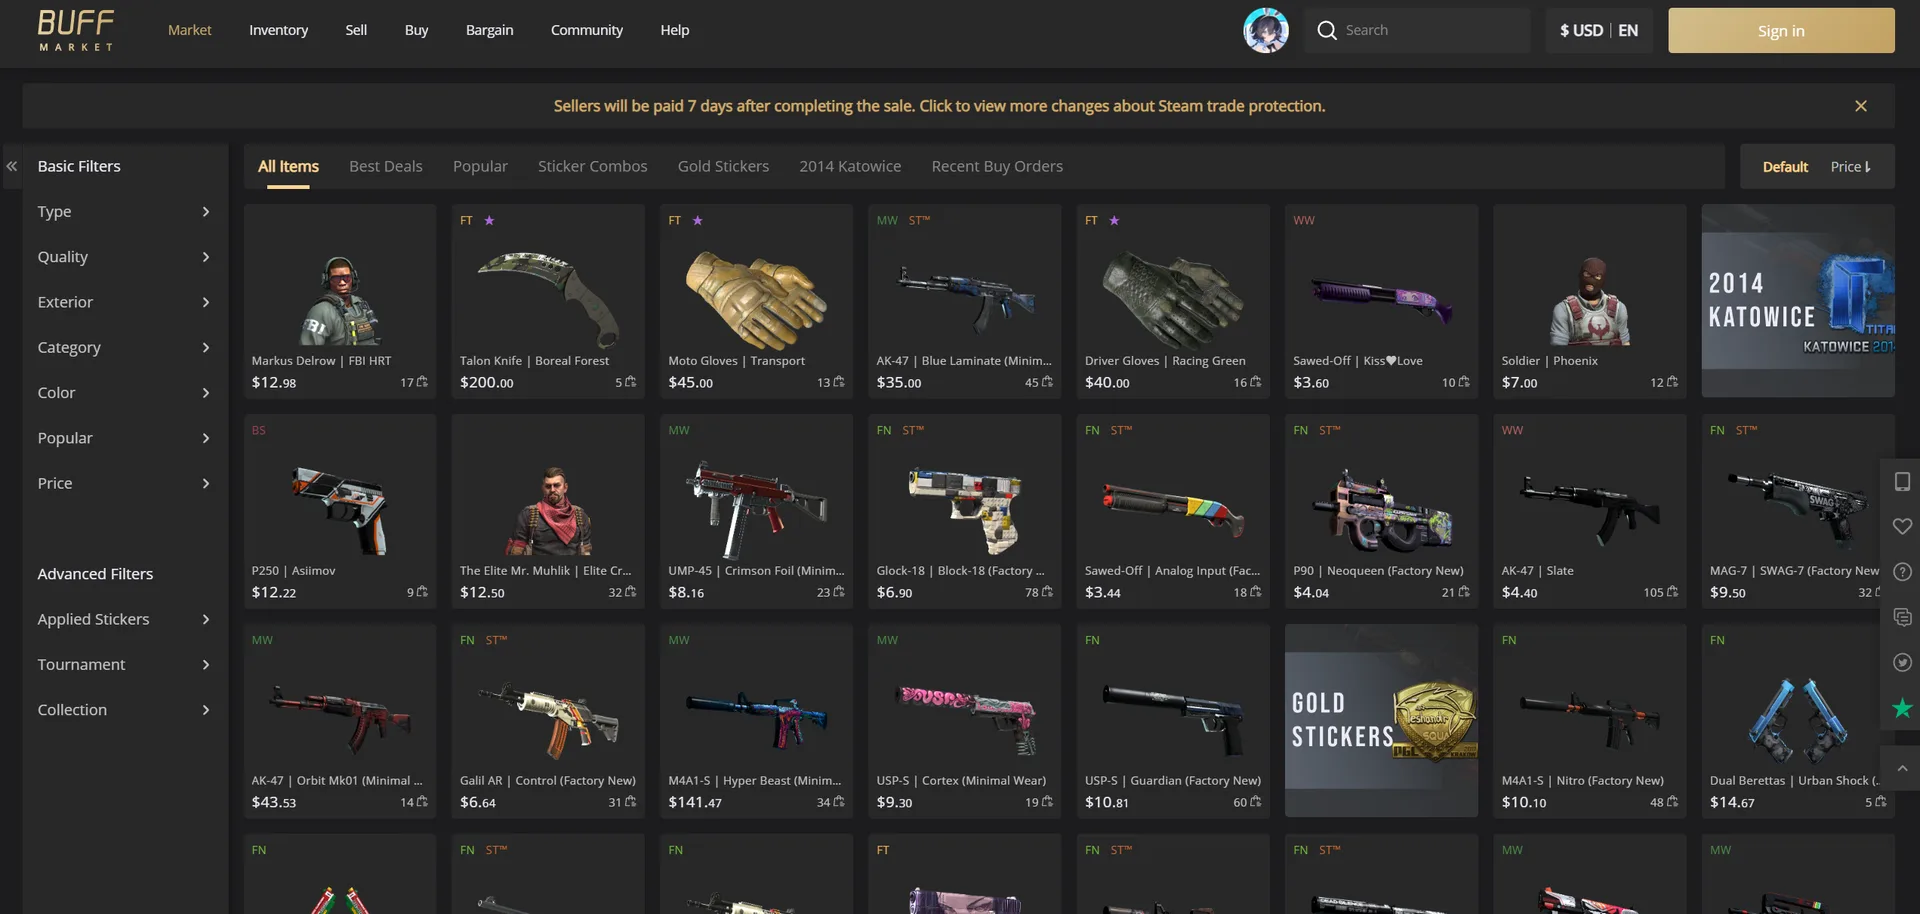 BUFF
MARKET
Market
Inventory
Sell
Buy
Bargain
Community
Help
Search
$ USD | EN
Sign in
Sellers will be paid 7 days after completing the sale. Click to view more changes about Steam trade protection.
Basic Filters
Type
Quality
Exterior
Category
Color
Popular
Price
Advanced Filters
Applied Stickers
Tournament
Collection
All Items
Best Deals
Popular
Sticker Combos
Gold Stickers
2014 Katowice
Recent Buy Orders
Default
Price
FBI
Markus Delrow | FBI HRT
$12.98
17
FT ★
Talon Knife | Boreal Forest
$200.00
5
FT ★
Moto Gloves | Transport
$45.00
13
MW ST™
AK-47 | Blue Laminate (Minim...
$35.00
45
FT ★
Driver Gloves | Racing Green
$40.00
16
WW
Sawed-Off | Kiss♥Love
$3.60
10
Soldier | Phoenix
$7.00
12
2014
KATOWICE
TITA
KATOWICE 201
BS
P250 | Asiimov
$12.22
9
The Elite Mr. Muhlik | Elite Cr...
$12.50
32
MW
UMP-45 | Crimson Foil (Minim...
$8.16
23
FN ST™
Glock-18 | Block-18 (Factory ...
$6.90
78
FN ST™
Sawed-Off | Analog Input (Fac...
$3.44
18
FN ST™
P90 | Neoqueen (Factory New)
$4.04
21
WW
AK-47 | Slate
$4.40
105
FN ST™
SWAG
MAG-7 | SWAG-7 (Factory New
$9.50
32
MW
AK-47 | Orbit Mk01 (Minimal ...
$43.53
14
FN ST™
Galil AR | Control (Factory New)
$6.64
31
MW
M4A1-S | Hyper Beast (Minim...
$141.47
34
MW
USP-S | Cortex (Minimal Wear)
$9.30
19
FN
USP-S | Guardian (Factory New)
$10.81
60
GOLD
STICKERS
SQUA
PGL
KRAKOW
FN
M4A1-S | Nitro (Factory New)
$10.10
48
FN
Dual Berettas | Urban Shock (..
$14.67
5
FN
FN ST™
FN
FT
FN ST™
FN ST™
MW
MW